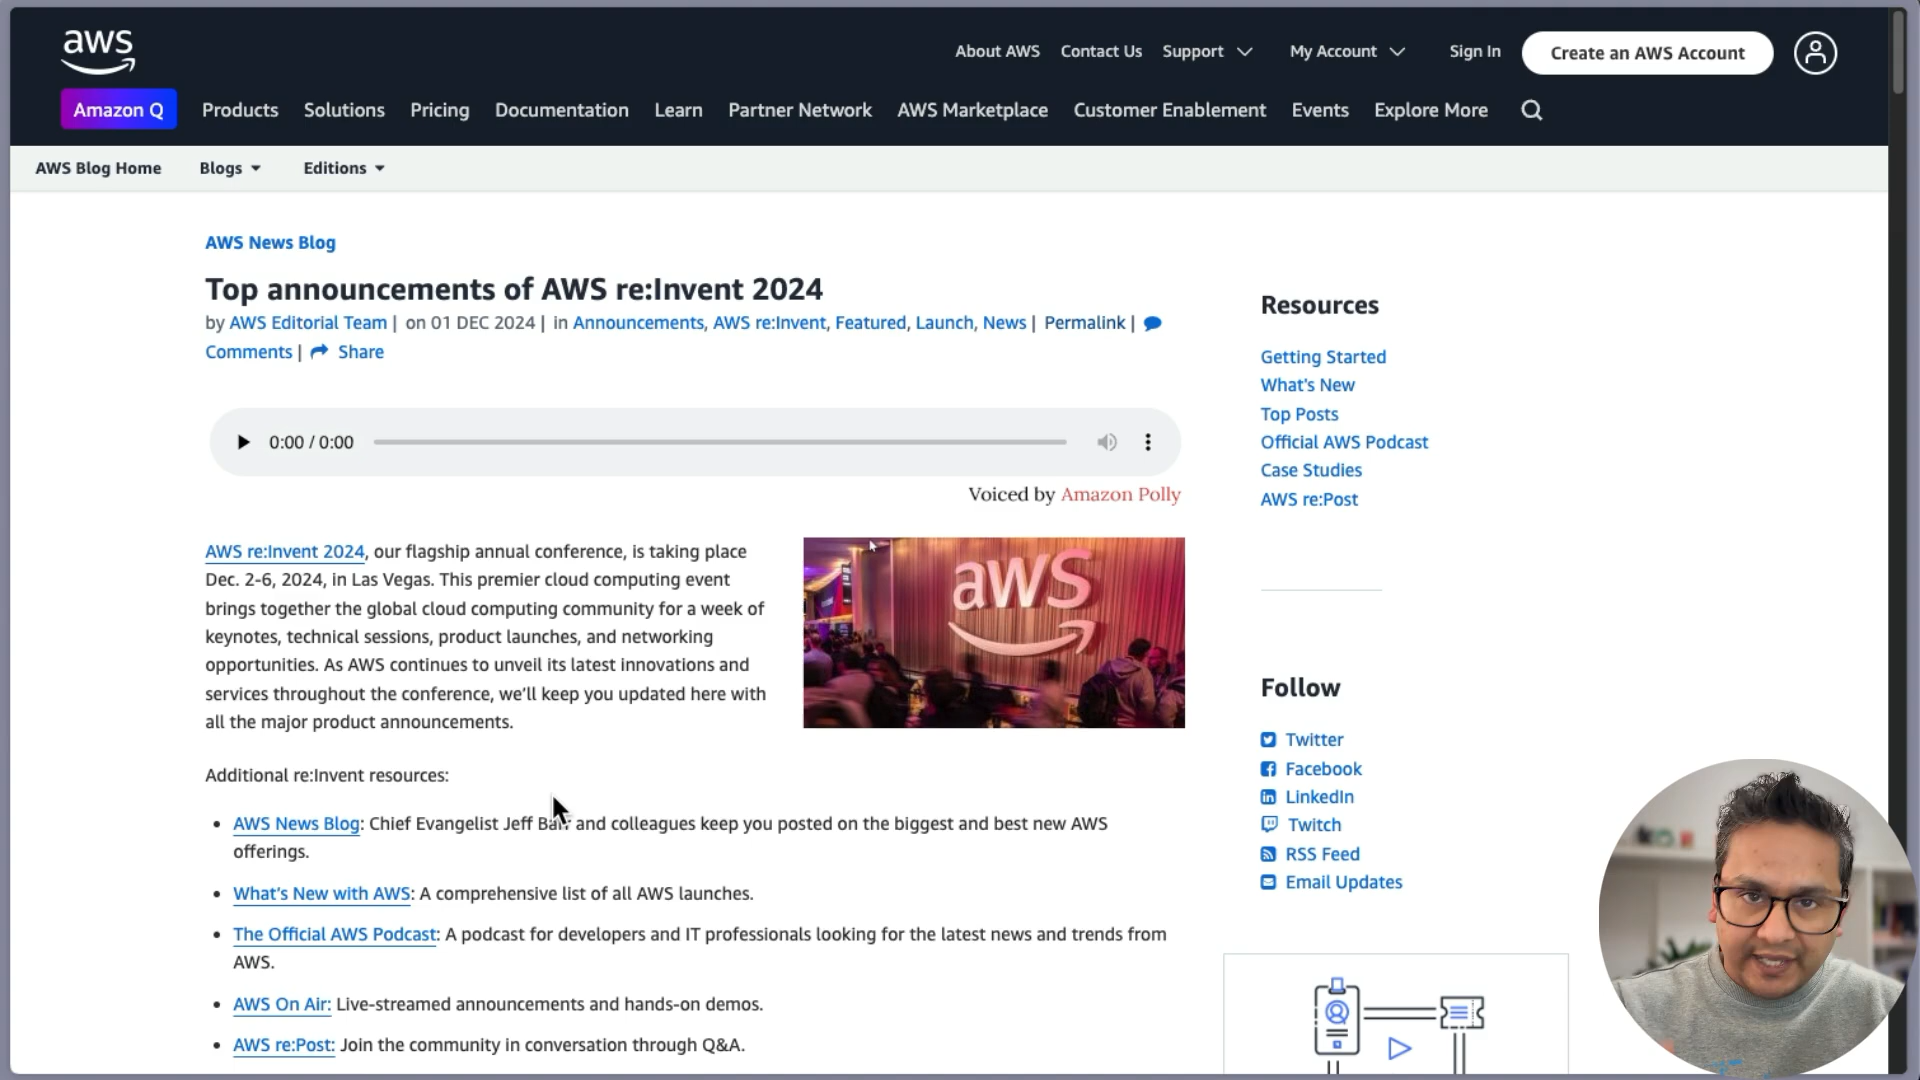 aws
About AWS Contact Us Support My Account Sign In Create an AWS Account
Amazon Q Products Solutions Pricing Documentation Learn Partner Network AWS Marketplace Customer Enablement Events Explore More
AWS Blog Home Blogs Editions
AWS News Blog
Top announcements of AWS re:Invent 2024
by AWS Editorial Team | on 01 DEC 2024 | in Announcements, AWS re:Invent, Featured, Launch, News | Permalink |
Comments | Share
0:00 / 0:00
Voiced by Amazon Polly
AWS re:Invent 2024, our flagship annual conference, is taking place
Dec. 2-6, 2024, in Las Vegas. This premier cloud computing event
brings together the global cloud computing community for a week of
keynotes, technical sessions, product launches, and networking
opportunities. As AWS continues to unveil its latest innovations and
services throughout the conference, we'll keep you updated here with
all the major product announcements.
aws
Additional re:Invent resources:
• AWS News Blog: Chief Evangelist Jeff Barr and colleagues keep you posted on the biggest and best new AWS
offerings.
• What's New with AWS: A comprehensive list of all AWS launches.
• The Official AWS Podcast: A podcast for developers and IT professionals looking for the latest news and trends from
AWS.
• AWS On Air: Live-streamed announcements and hands-on demos.
• AWS re:Post: Join the community in conversation through Q&A.
Resources
Getting Started
What's New
Top Posts
Official AWS Podcast
Case Studies
AWS re:Post
Follow
Twitter
Facebook
LinkedIn
Twitch
RSS Feed
Email Updates